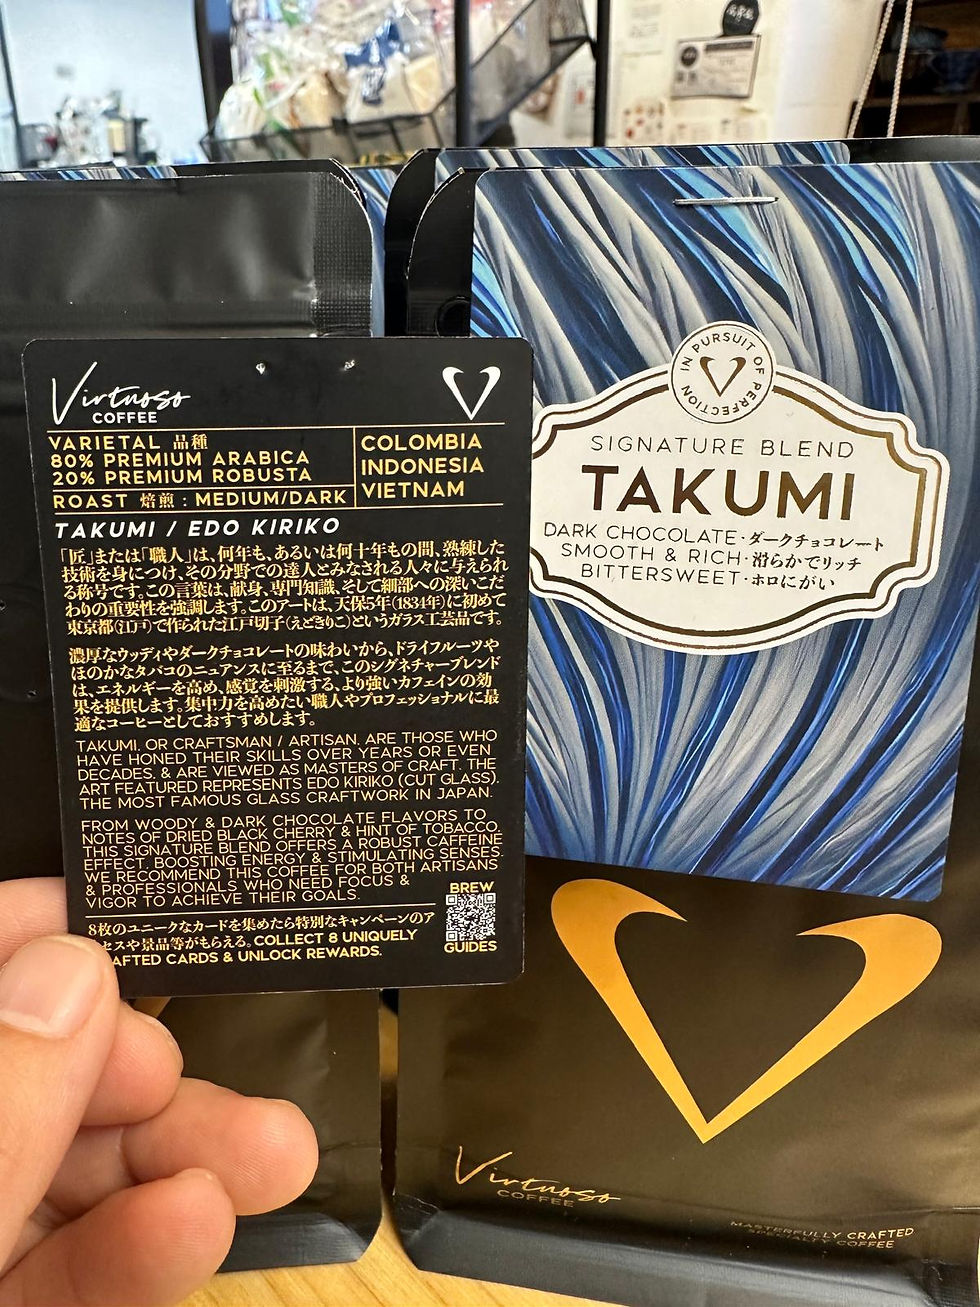 Virtuoso
COFFEE
VARIETAL 品種
80% PREMIUM ARABICA
20% PREMIUM ROBUSTA
ROAST 焙煎 : MEDIUM/DARK
COLOMBIA
INDONESIA
VIETNAM
TAKUMI / EDO KIRIKO
「匠」または「職人」は、何年も、あるいは何十年もの間、熟練した
技術を身につけ、その分野での達人とみなされる人々に与えられ
る称号です。この言葉は、献身、専門知識、そして細部への深いこだ
わりの重要性を強調します。このアートは、天保5年(1834年)に初めて
東京都(江戸)で作られた江戸切子(えどきりこ)というガラス工芸品です。
濃厚なウッディやダークチョコレートの味わいから、ドライフルーツや
ほのかなタバコのニュアンスに至るまで、このシグネチャーブレンド
は、エネルギーを高め、感覚を刺激する、より強いカフェインの効
果を提供します。集中力を高めたい職人やプロフェッショナルに最
適なコーヒーとしておすすめします。
TAKUMI, OR CRAFTSMAN / ARTISAN, ARE THOSE WHO
HAVE HONED THEIR SKILLS OVER YEARS OR EVEN
DECADES, & ARE VIEWED AS MASTERS OF CRAFT. THE
ART FEATURED REPRESENTS EDO KIRIKO (CUT GLASS),
THE MOST FAMOUS GLASS CRAFTWORK IN JAPAN.
FROM WOODY & DARK CHOCOLATE FLAVORS TO
NOTES OF DRIED BLACK CHERRY & HINT OF TOBACCO,
THIS SIGNATURE BLEND OFFERS A ROBUST CAFFEINE
EFFECT, BOOSTING ENERGY & STIMULATING SENSES.
WE RECOMMEND THIS COFFEE FOR BOTH ARTISANS
& PROFESSIONALS WHO NEED FOCUS &
VIGOR TO ACHIEVE THEIR GOALS.
8枚のユニークなカードを集めたら特別なキャンペーンのア
セスや景品等がもらえる。COLLECT 8 UNIQUELY
AFTED CARDS & UNLOCK REWARDS.
BREW
GUIDES
IN PURSUIT OF PERFECTION
SIGNATURE BLEND
TAKUMI
DARK CHOCOLATE・ダークチョコレート
SMOOTH & RICH・滑らかでリッチ
BITTERSWEET・ホロにがい
Virtuoso
COFFEE
MASTERFULLY CRAFTED
SPECIALTY COFFEE